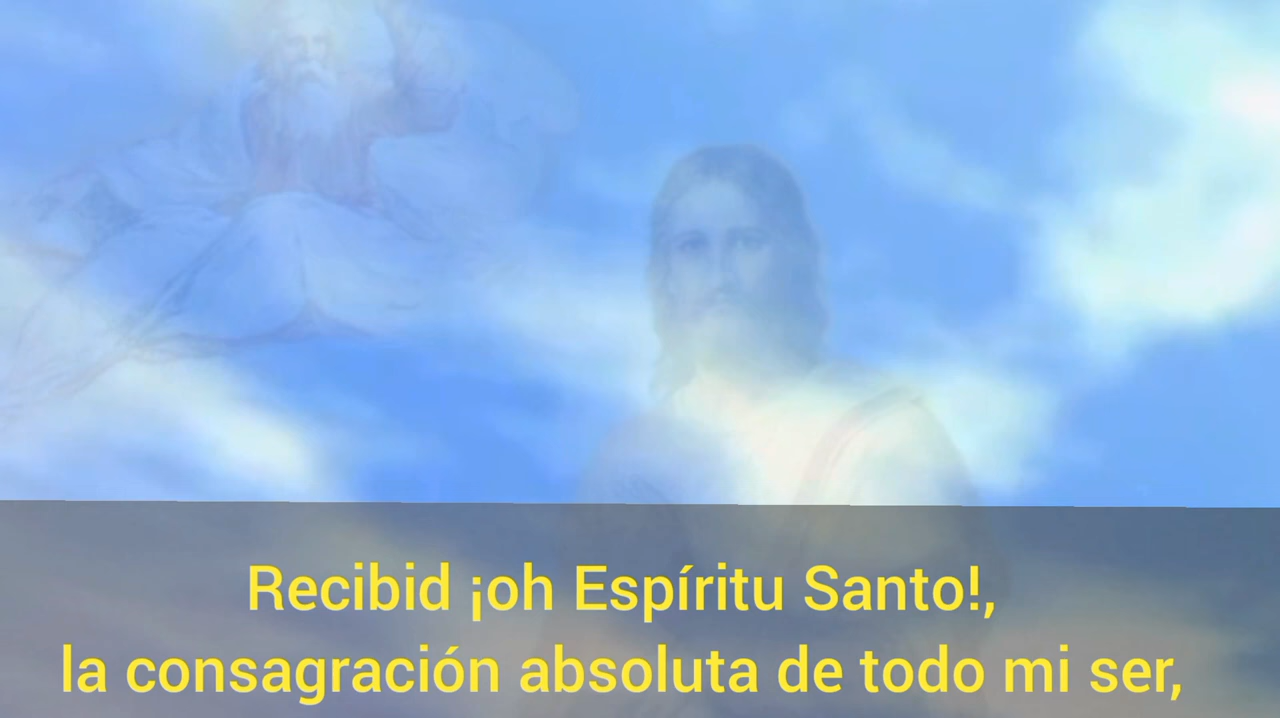 Recibid ¡oh Espíritu Santo!,
la consagración absoluta de todo mi ser,